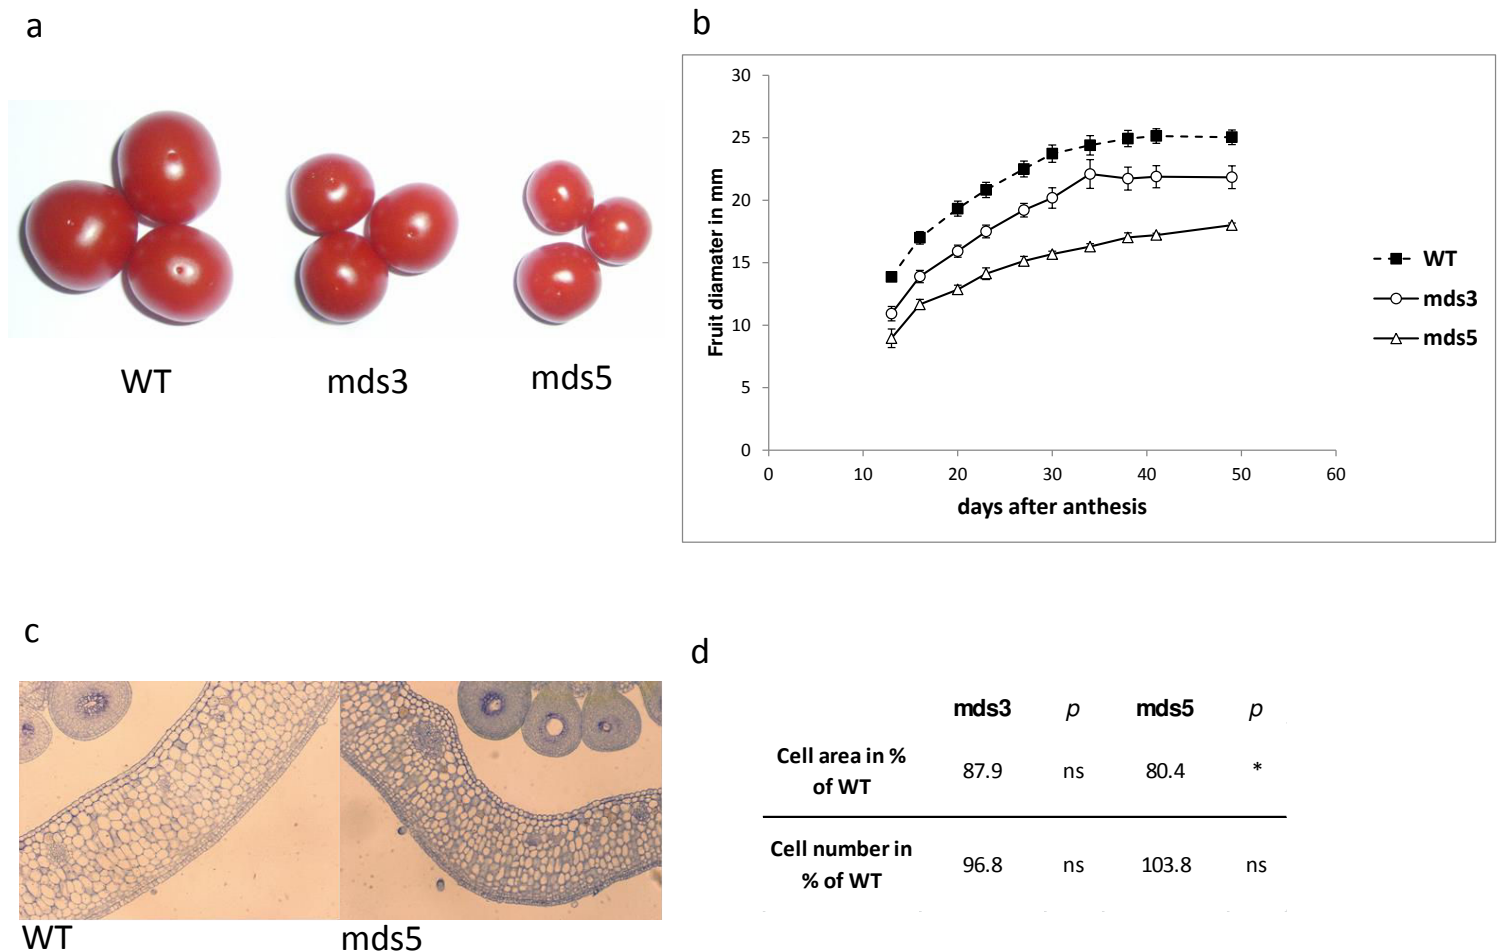 a
WT
mds3
mds5
b
30
25
20
15
10
5
0
Fruit diamater in mm
0 10 20 30 40 50 60
days after anthesis
WT
mds3
mds5
c
WT
mds5
d
mds3 p mds5 p
Cell area in %
of WT
87.9 ns 80.4 *
Cell number in
% of WT
96.8 ns 103.8 ns